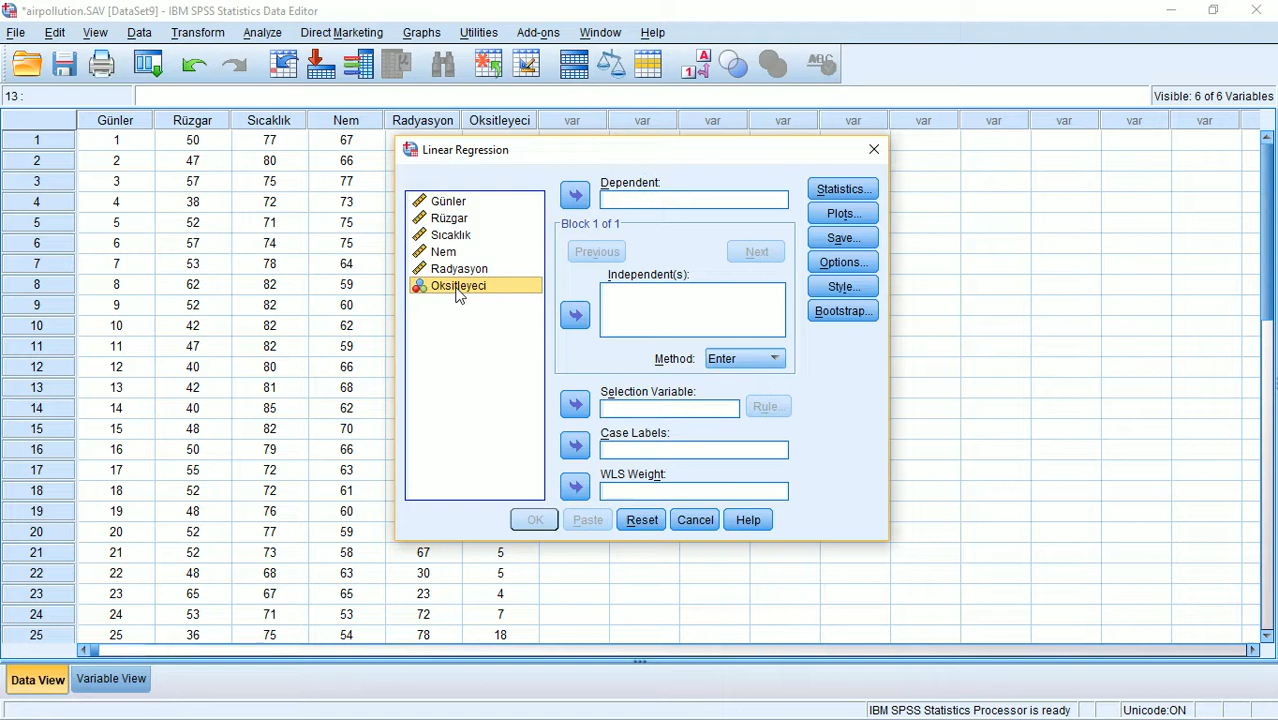 *airpollution.SAV [DataSet9] - IBM SPSS Statistics Data Editor
File Edit View Data Transform Analyze Direct Marketing Graphs Utilities Add-ons Window Help
13 :
Visible: 6 of 6 Variables
Günler Rüzgar Sıcaklık Nem Radyasyon Oksitleyeci var var var var var var var var var
1 1 50 77 67
2 2 47 80 66
3 3 57 75 77
4 4 38 72 73
5 5 52 71 75
6 6 57 74 75
7 7 53 78 64
8 8 62 82 59
9 9 52 82 60
10 10 42 82 62
11 11 47 82 59
12 12 40 80 66
13 13 42 81 68
14 14 40 85 62
15 15 48 82 70
16 16 50 79 66
17 17 55 72 63
18 18 52 72 61
19 19 48 76 60
20 20 52 77 59
21 21 52 73 58 67 5
22 22 48 68 63 30 5
23 23 65 67 65 23 4
24 24 53 71 53 72 7
25 25 36 75 54 78 18
Linear Regression
Günler
Rüzgar
Sıcaklık
Nem
Radyasyon
Oksitleyeci
Dependent:
Block 1 of 1
Previous
Next
Independent(s):
Method: Enter
Selection Variable:
Rule...
Case Labels:
WLS Weight:
Statistics...
Plots...
Save...
Options...
Style...
Bootstrap...
OK Paste Reset Cancel Help
Data View Variable View
IBM SPSS Statistics Processor is ready
Unicode:ON